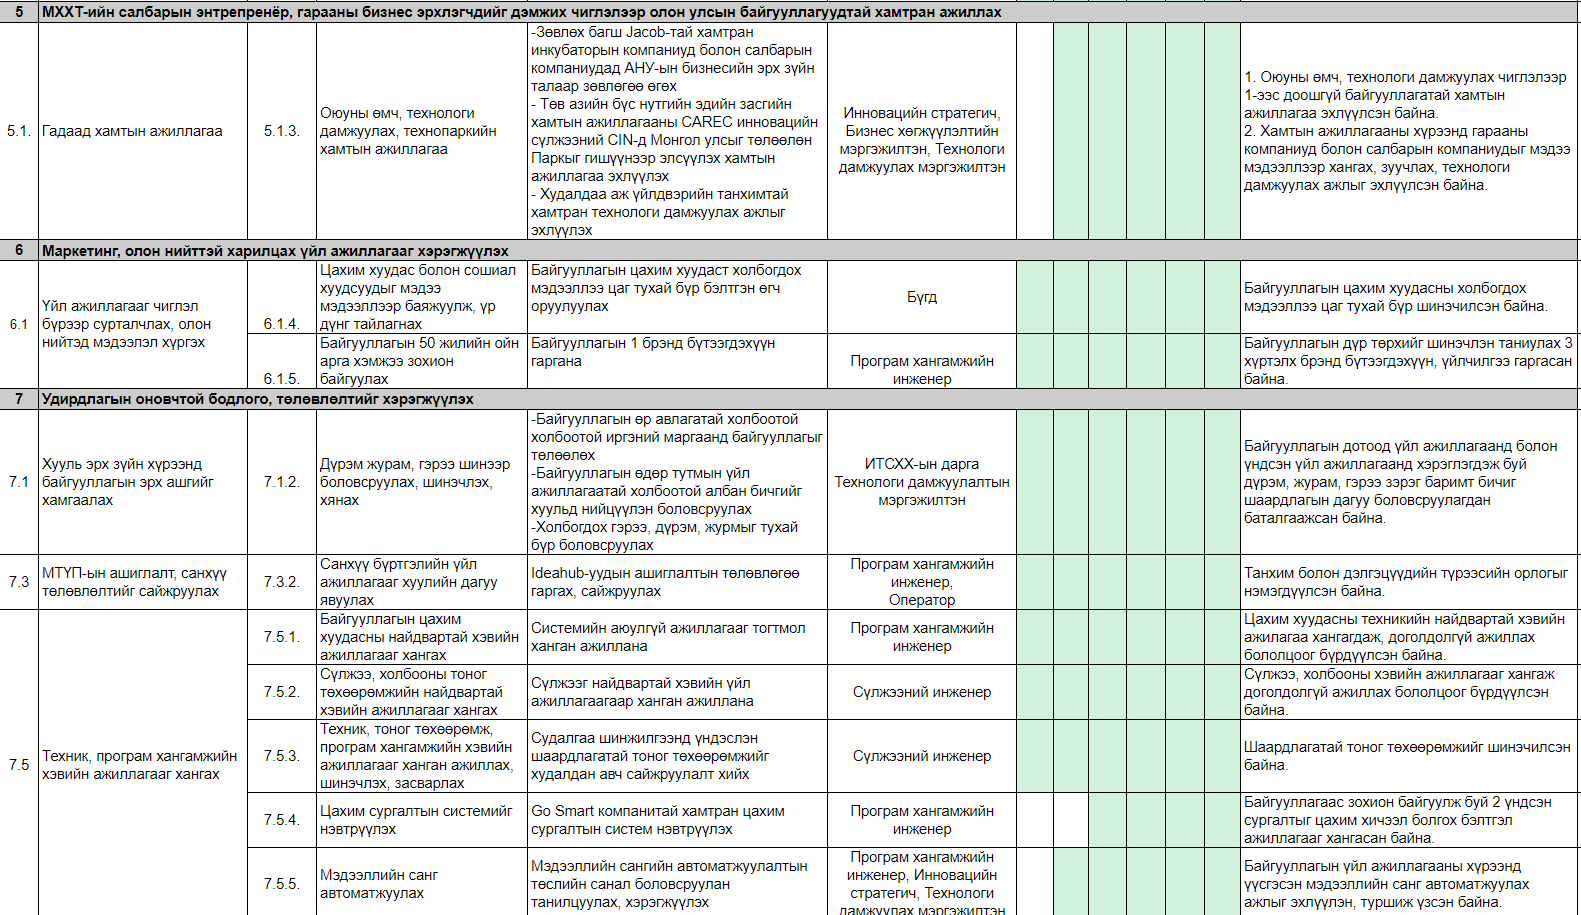 5 МХХТ-ийн салбарын энтрепренёр, гарааны бизнес эрхлэгчдийг дэмжих чиглэлээр олон улсын байгууллагуудтай хамтран ажиллах
5.1.
Гадаад хамтын ажиллагаа
5.1.3.
Оюуны өмч, технологи
дамжуулах, технопаркийн
хамтын ажиллагаа
-Зөвлөх багш Jacob-тай хамтран
инкубаторын компаниуд болон салбарын
компаниудад АНУ-ын бизнесийн эрх зүйн
талаар зөвлөгөө өгөх
- Төв азийн бүс нутгийн эдийн засгийн
хамтын ажиллагааны CAREC инновацийн
сүлжээний CIN-д Монгол улсыг төлөөлөн
Паркыг гишүүнээр элсүүлэх хамтын
ажиллагаа эхлүүлэх
- Худалдаа аж үйлдвэрийн танхимтай
хамтран технологи дамжуулах ажлыг
эхлүүлэх
Инновацийн стратегич,
Бизнес хөгжүүлэлтийн
мэргэжилтэн, Технологи
дамжуулах мэргэжилтэн
1. Оюуны өмч, технологи дамжуулах чиглэлээр
1-ээс доошгүй байгууллагатай хамтын
ажиллагаа эхлүүлсэн байна.
2. Хамтын ажиллагааны хүрээнд гарааны
компаниуд болон салбарын компаниудыг мэдээ
мэдээллээр хангах, зуучлах, технологи
дамжуулах ажлыг эхлүүлсэн байна.
6 Маркетинг, олон нийттэй харилцах үйл ажиллагааг хэрэгжүүлэх
6.1
Үйл ажиллагааг чиглэл
бүрээр сурталчлах, олон
нийтэд мэдээлэл хүргэх
6.1.4.
Цахим хуудас болон сошиал
хуудсуудыг мэдээ
мэдээллээр баяжуулж, үр
дүнг тайлагнах
Байгууллагын цахим хуудаст холбогдох
мэдээллээ цаг тухай бүр бэлтгэн өгч
оруулуулах
Бүгд
Байгууллагын цахим хуудасны холбогдох
мэдээллээ цаг тухай бүр шинэчилсэн байна.
6.1.5.
Байгууллагын 50 жилийн ойн
арга хэмжээ зохион
байгуулах
Байгууллагын 1 брэнд бүтээгдэхүүн
гаргана
Програм хангамжийн
инженер
Байгууллагын дүр төрхийг шинэчлэн таниулах 3
хүртэлх брэнд бүтээгдэхүүн, үйлчилгээ гаргасан
байна.
7 Удирдлагын оновчтой бодлого, төлөвлөлтийг хэрэгжүүлэх
7.1
Хууль эрх зүйн хүрээнд
байгууллагын эрх ашгийг
хамгаалах
7.1.2.
Дүрэм журам, гэрээ шинээр
боловсруулах, шинэчлэх,
хянах
-Байгууллагын өр авлагатай холбоотой
холбоотой иргэний маргаанд байгууллагыг
төлөөлөх
-Байгууллагын өдөр тутмын үйл
ажиллагаатай холбоотой албан бичгийг
хуульд нийцүүлэн боловсруулах
-Холбогдох гэрээ, дүрэм, журмыг тухай
бүр боловсруулах
ИТСХХ-ын дарга
Технологи дамжуулалтын
мэргэжилтэн
Байгууллагын дотоод үйл ажиллагаанд болон
үндсэн үйл ажиллагаанд хэрэглэгдэж буй
дүрэм, журам, гэрээ зэрэг баримт бичиг
шаардлагын дагуу боловсруулагдан
баталгаажсан байна.
7.3
МТҮП-ын ашиглалт, санхүү
төлөвлөлтийг сайжруулах
7.3.2.
Санхүү бүртгэлийн үйл
ажиллагааг хуулийн дагуу
явуулах
Ideahub-уудын ашиглалтын төлөвлөгөө
гаргах, сайжруулах
Програм хангамжийн
инженер,
Оператор
Танхим болон дэлгэцүүдийн түрээсийн орлогыг
нэмэгдүүлсэн байна.
7.5
Техник, програм хангамжийн
хэвийн ажиллагааг хангах
7.5.1.
Байгууллагын цахим
хуудасны найдвартай хэвийн
ажиллагааг хангах
Системийн аюулгүй ажиллагааг тогтмол
ханган ажиллана
Програм хангамжийн
инженер
Цахим хуудасны техникийн найдвартай хэвийн
ажилагаа хангагдаж, доголдолгүй ажиллах
бололцоог бүрдүүлсэн байна.
7.5.2.
Сүлжээ, холбооны тоног
төхөөрөмжийн найдвартай
хэвийн ажиллагааг хангах
Сүлжээг найдвартай хэвийн үйл
ажиллагаагаар ханган ажиллана
Сүлжээний инженер
Сүлжээ, холбооны хэвийн ажиллагааг хангаж
доголдолгүй ажиллах бололцоог бүрдүүлсэн
байна.
7.5.3.
Техник, тоног төхөөрөмж,
програм хангамжийн хэвийн
ажиллагааг ханган ажиллах,
шинэчлэх, засварлах
Судалгаа шинжилгээнд үндэслэн
шаардлагатай тоног төхөөрөмжийг
худалдан авч сайжруулалт хийх
Сүлжээний инженер
Шаардлагатай тоног төхөөрөмжийг шинэчилсэн
байна.
7.5.4.
Цахим сургалтын системийг
нэвтрүүлэх
Go Smart компанитай хамтран цахим
сургалтын систем нэвтрүүлэх
Програм хангамжийн
инженер
Байгууллагаас зохион байгуулж буй 2 үндсэн
сургалтыг цахим хичээл болгох бэлтгэл
ажиллагааг хангасан байна.
7.5.5.
Мэдээллийн санг
автоматжуулах
Мэдээллийн сангийн автоматжуулалтын
төслийн санал боловсруулан
танилцуулах, хэрэгжүүлэх
Програм хангамжийн
инженер, Инновацийн
стратегич, Технологи
дамжуулах мэргэжилтэн
Байгууллагын үйл ажиллагааны хүрээнд
үүсгэсэн мэдээллийн санг автоматжуулах
ажлыг эхлүүлэн, туршиж үзсэн байна.